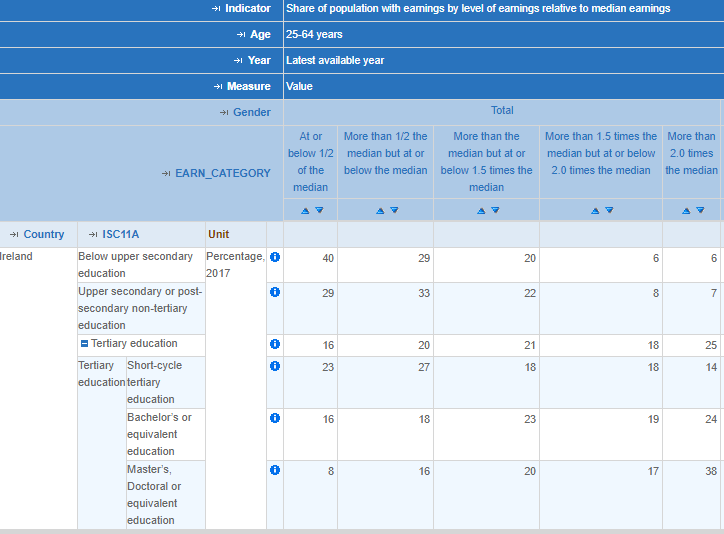 Indicator Share of population with earnings by level of earnings relative to median earnings
Age 25-64 years
Year Latest available year
Measure Value
Gender Total
EARN_CATEGORY
At or
below 1/2
of the
median
More than 1/2 the
median but at or
below the median
More than the
median but at or
below 1.5 times the
median
More than 1.5 times the
median but at or below
2.0 times the median
More than
2.0 times
the median
Country ISC11A Unit
Ireland Below upper secondary
education
Percentage,
2017
40 29 20 6 6
Upper secondary or post-
secondary non-tertiary
education
29 33 22 8 7
Tertiary education 16 20 21 18 25
Tertiary
education
Short-cycle
tertiary
education
23 27 18 18 14
Bachelor's or
equivalent
education
16 18 23 19 24
Master's,
Doctoral or
equivalent
education
8 16 20 17 38